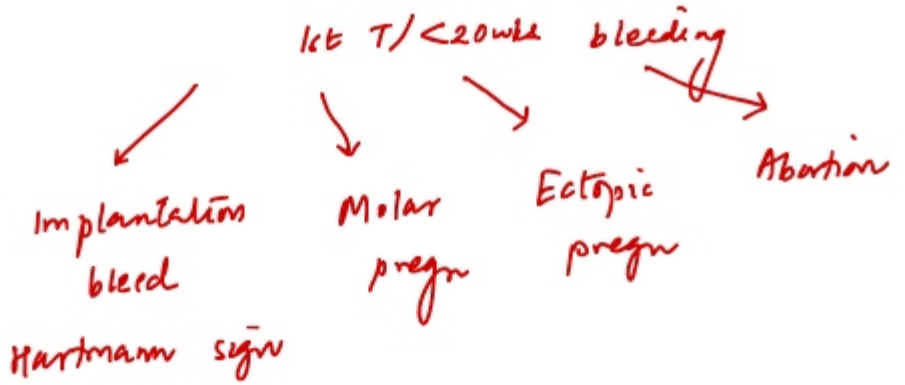 1st T/<20wks bleeding
Implantation
bleed
Hartmann sign
Molar
pregn
Ectopic
pregn
Abortion